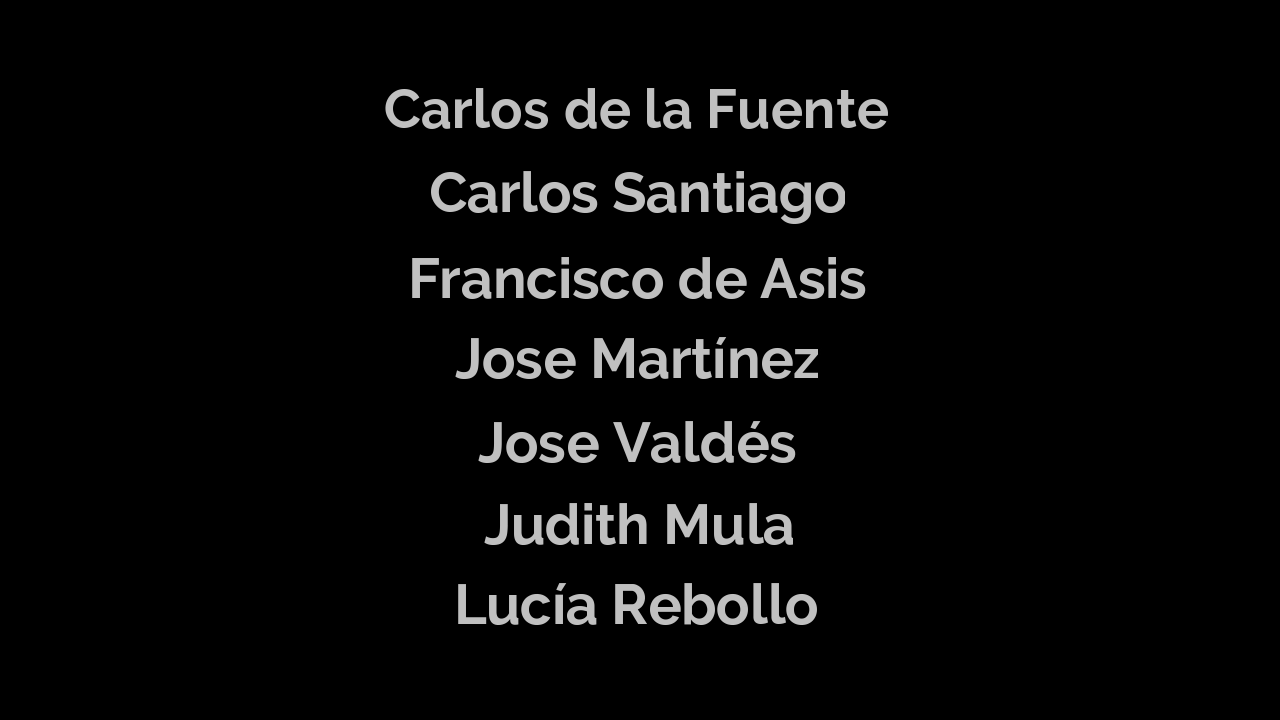 Carlos de la Fuente
Carlos Santiago
Francisco de Asis
Jose Martínez
Jose Valdés
Judith Mula
Lucía Rebollo